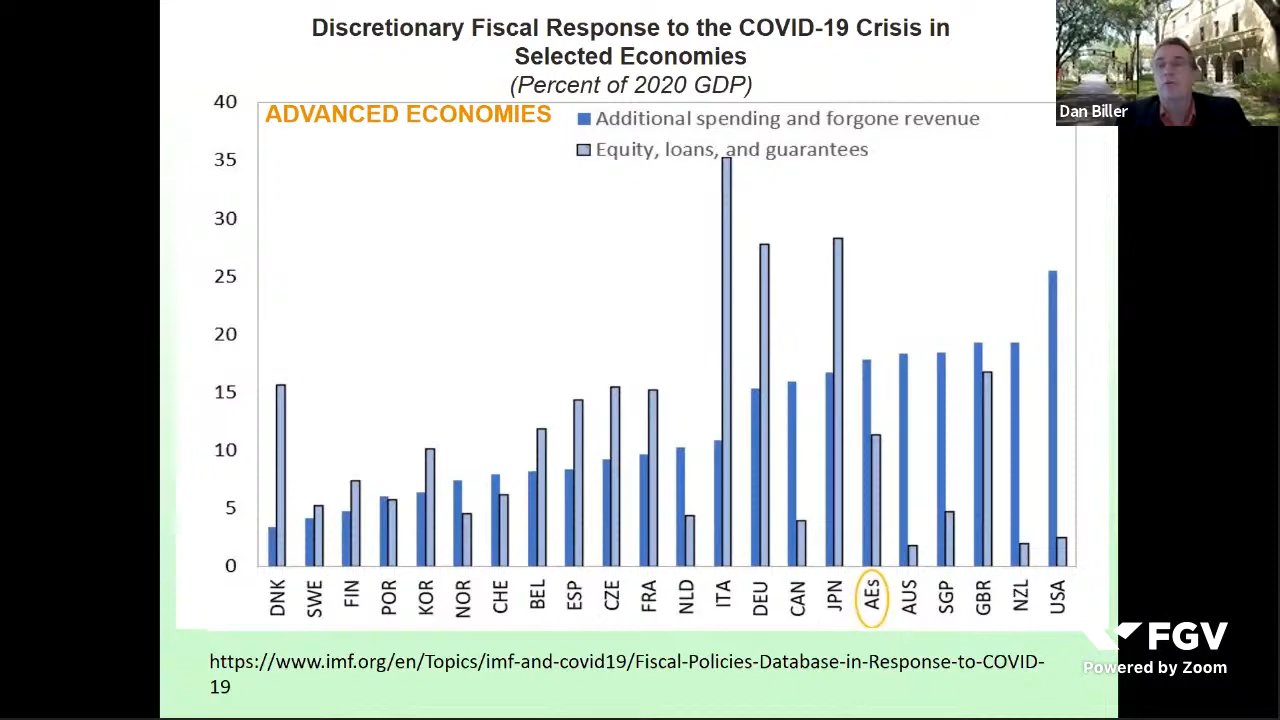 Discretionary Fiscal Response to the COVID-19 Crisis in
Selected Economies
(Percent of 2020 GDP)
Dan Biller
ADVANCED ECONOMIES
Additional spending and forgone revenue
Equity, loans, and guarantees
40
35
30
25
20
15
10
5
0
DNK
SWE
FIN
POR
KOR
NOR
CHE
BEL
ESP
CZE
FRA
NLD
ITA
DEU
CAN
JPN
AEs
AUS
SGP
GBR
NZL
USA
FGV
Powered by Zoom
https://www.imf.org/en/Topics/imf-and-covid19/Fiscal-Policies-Database-in-Response-to-COVID-
19